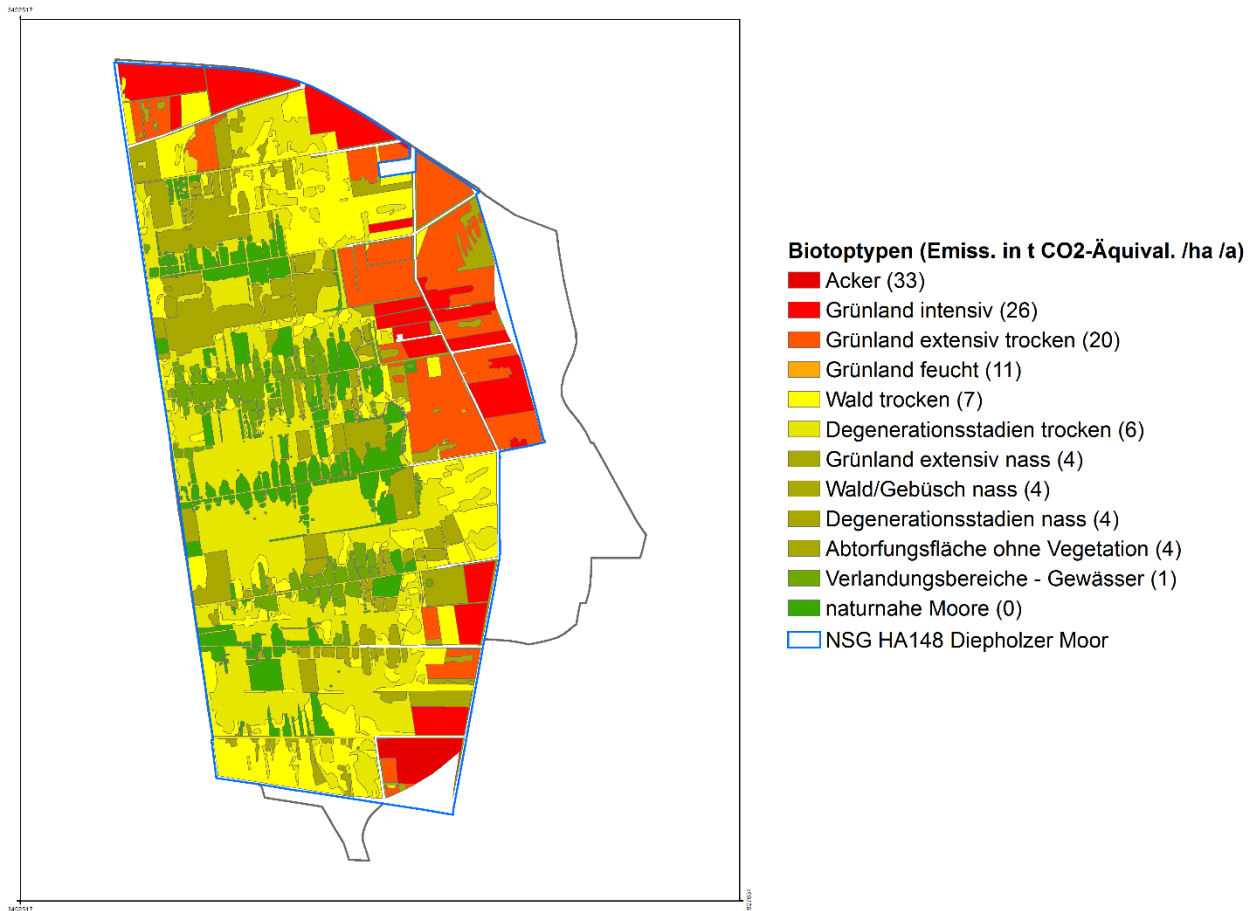 3402517
Biotoptypen (Emiss. in t CO2-Äquival. /ha /a)
Acker (33)
Grünland intensiv (26)
Grünland extensiv trocken (20)
Grünland feucht (11)
Wald trocken (7)
Degenerationsstadien trocken (6)
Grünland extensiv nass (4)
Wald/Gebüsch nass (4)
Degenerationsstadien nass (4)
Abtorfungsfläche ohne Vegetation (4)
Verlandungsbereiche - Gewässer (1)
naturnahe Moore (0)
NSG HA148 Diepholzer Moor
3402517